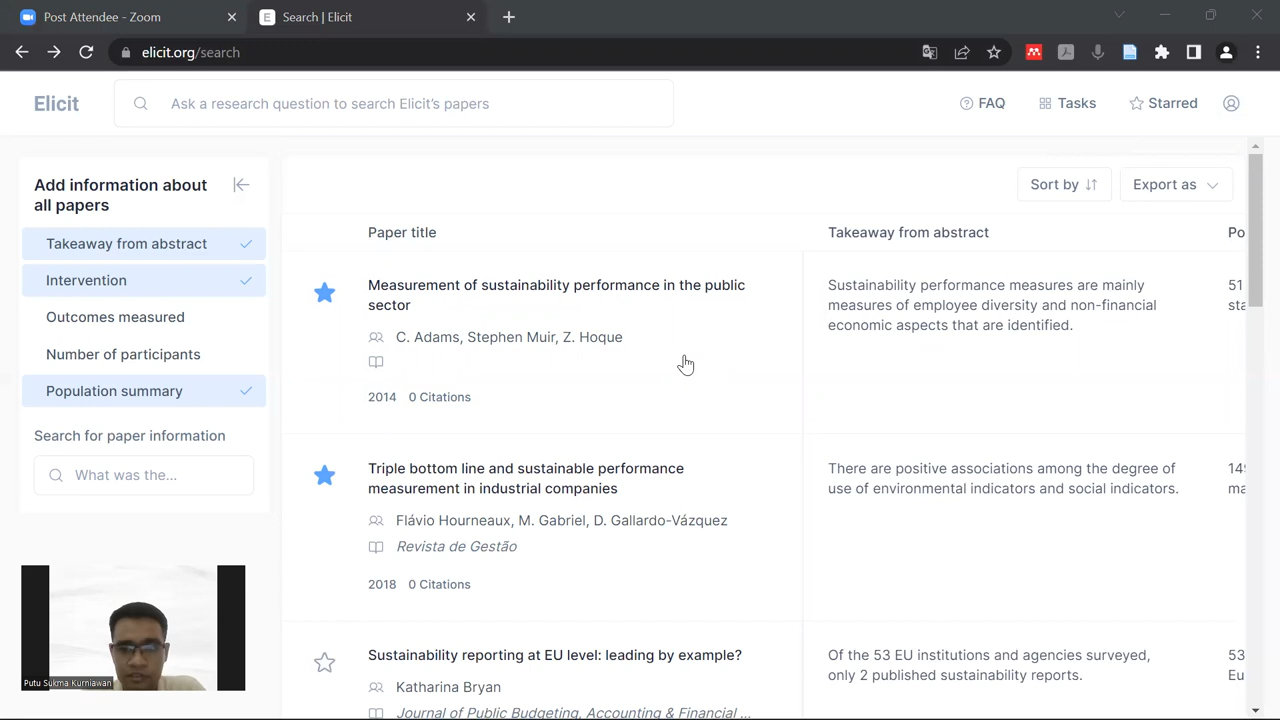 Post Attendee - Zoom
Search | Elicit
elicit.org/search
Elicit
Ask a research question to search Elicit's papers
FAQ
Tasks
Starred
Add information about
all papers
Takeaway from abstract
Intervention
Outcomes measured
Number of participants
Population summary
Search for paper information
What was the...
Sort by
Export as
Paper title
Takeaway from abstract
Po
Measurement of sustainability performance in the public
sector
C. Adams, Stephen Muir, Z. Hoque
2014 0 Citations
Sustainability performance measures are mainly
measures of employee diversity and non-financial
economic aspects that are identified.
51
sta
Triple bottom line and sustainable performance
measurement in industrial companies
Flávio Hourneaux, M. Gabriel, D. Gallardo-Vázquez
Revista de Gestão
2018 0 Citations
There are positive associations among the degree of
use of environmental indicators and social indicators.
149
ma
Sustainability reporting at EU level: leading by example?
Katharina Bryan
Journal of Public Budgeting, Accounting & Financial ...
Of the 53 EU institutions and agencies surveyed,
only 2 published sustainability reports.
53
Eu
Putu Sukma Kurniawan